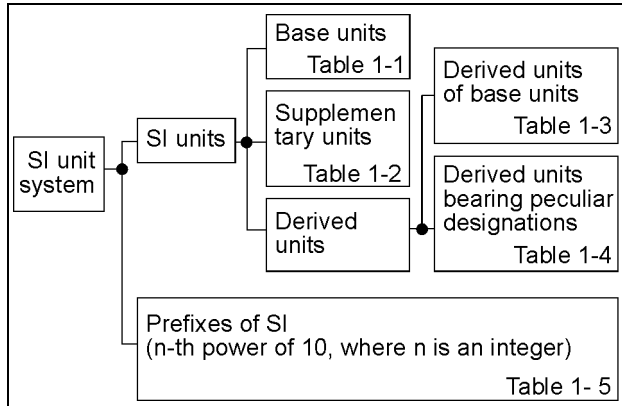 SI unit
system
SI units
Base units
Table 1-1
Supplemen
tary units
Table 1-2
Derived
units
Derived units
of base units
Table 1-3
Derived units
bearing peculiar
designations
Table 1-4
Prefixes of SI
(n-th power of 10, where n is an integer)
Table 1- 5